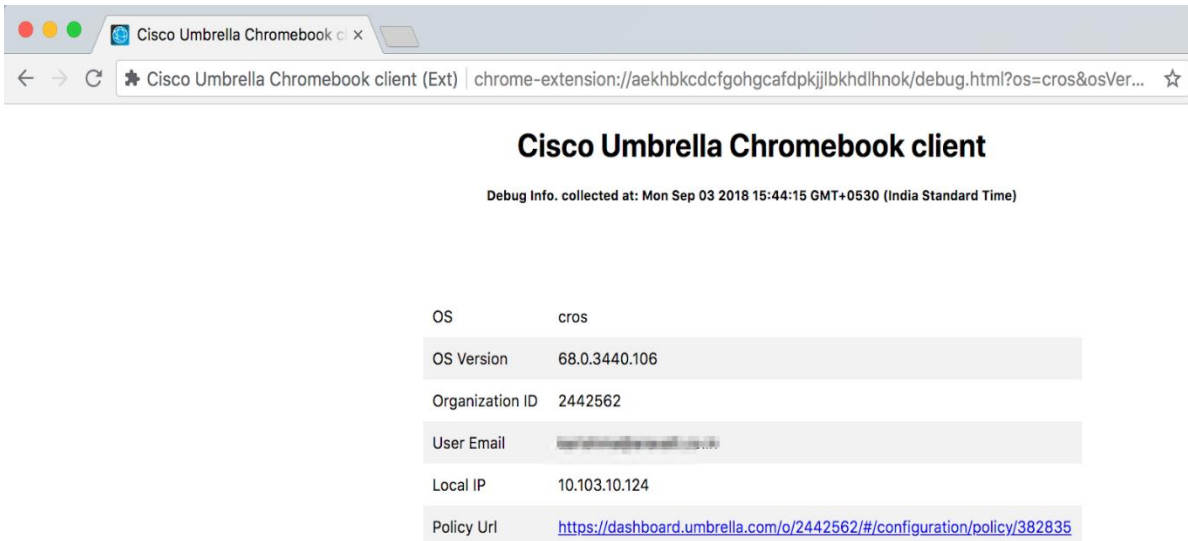 Cisco Umbrella Chromebook cl
Cisco Umbrella Chromebook client (Ext) chrome-extension://aekhbkcdcfgohgcafdpkjjlbkhdlhnok/debug.html?os=cros&osVer...
Cisco Umbrella Chromebook client
Debug Info. collected at: Mon Sep 03 2018 15:44:15 GMT+0530 (India Standard Time)
OS cros
OS Version 68.0.3440.106
Organization ID 2442562
User Email
Local IP 10.103.10.124
Policy Url https://dashboard.umbrella.com/o/2442562/#/configuration/policy/382835